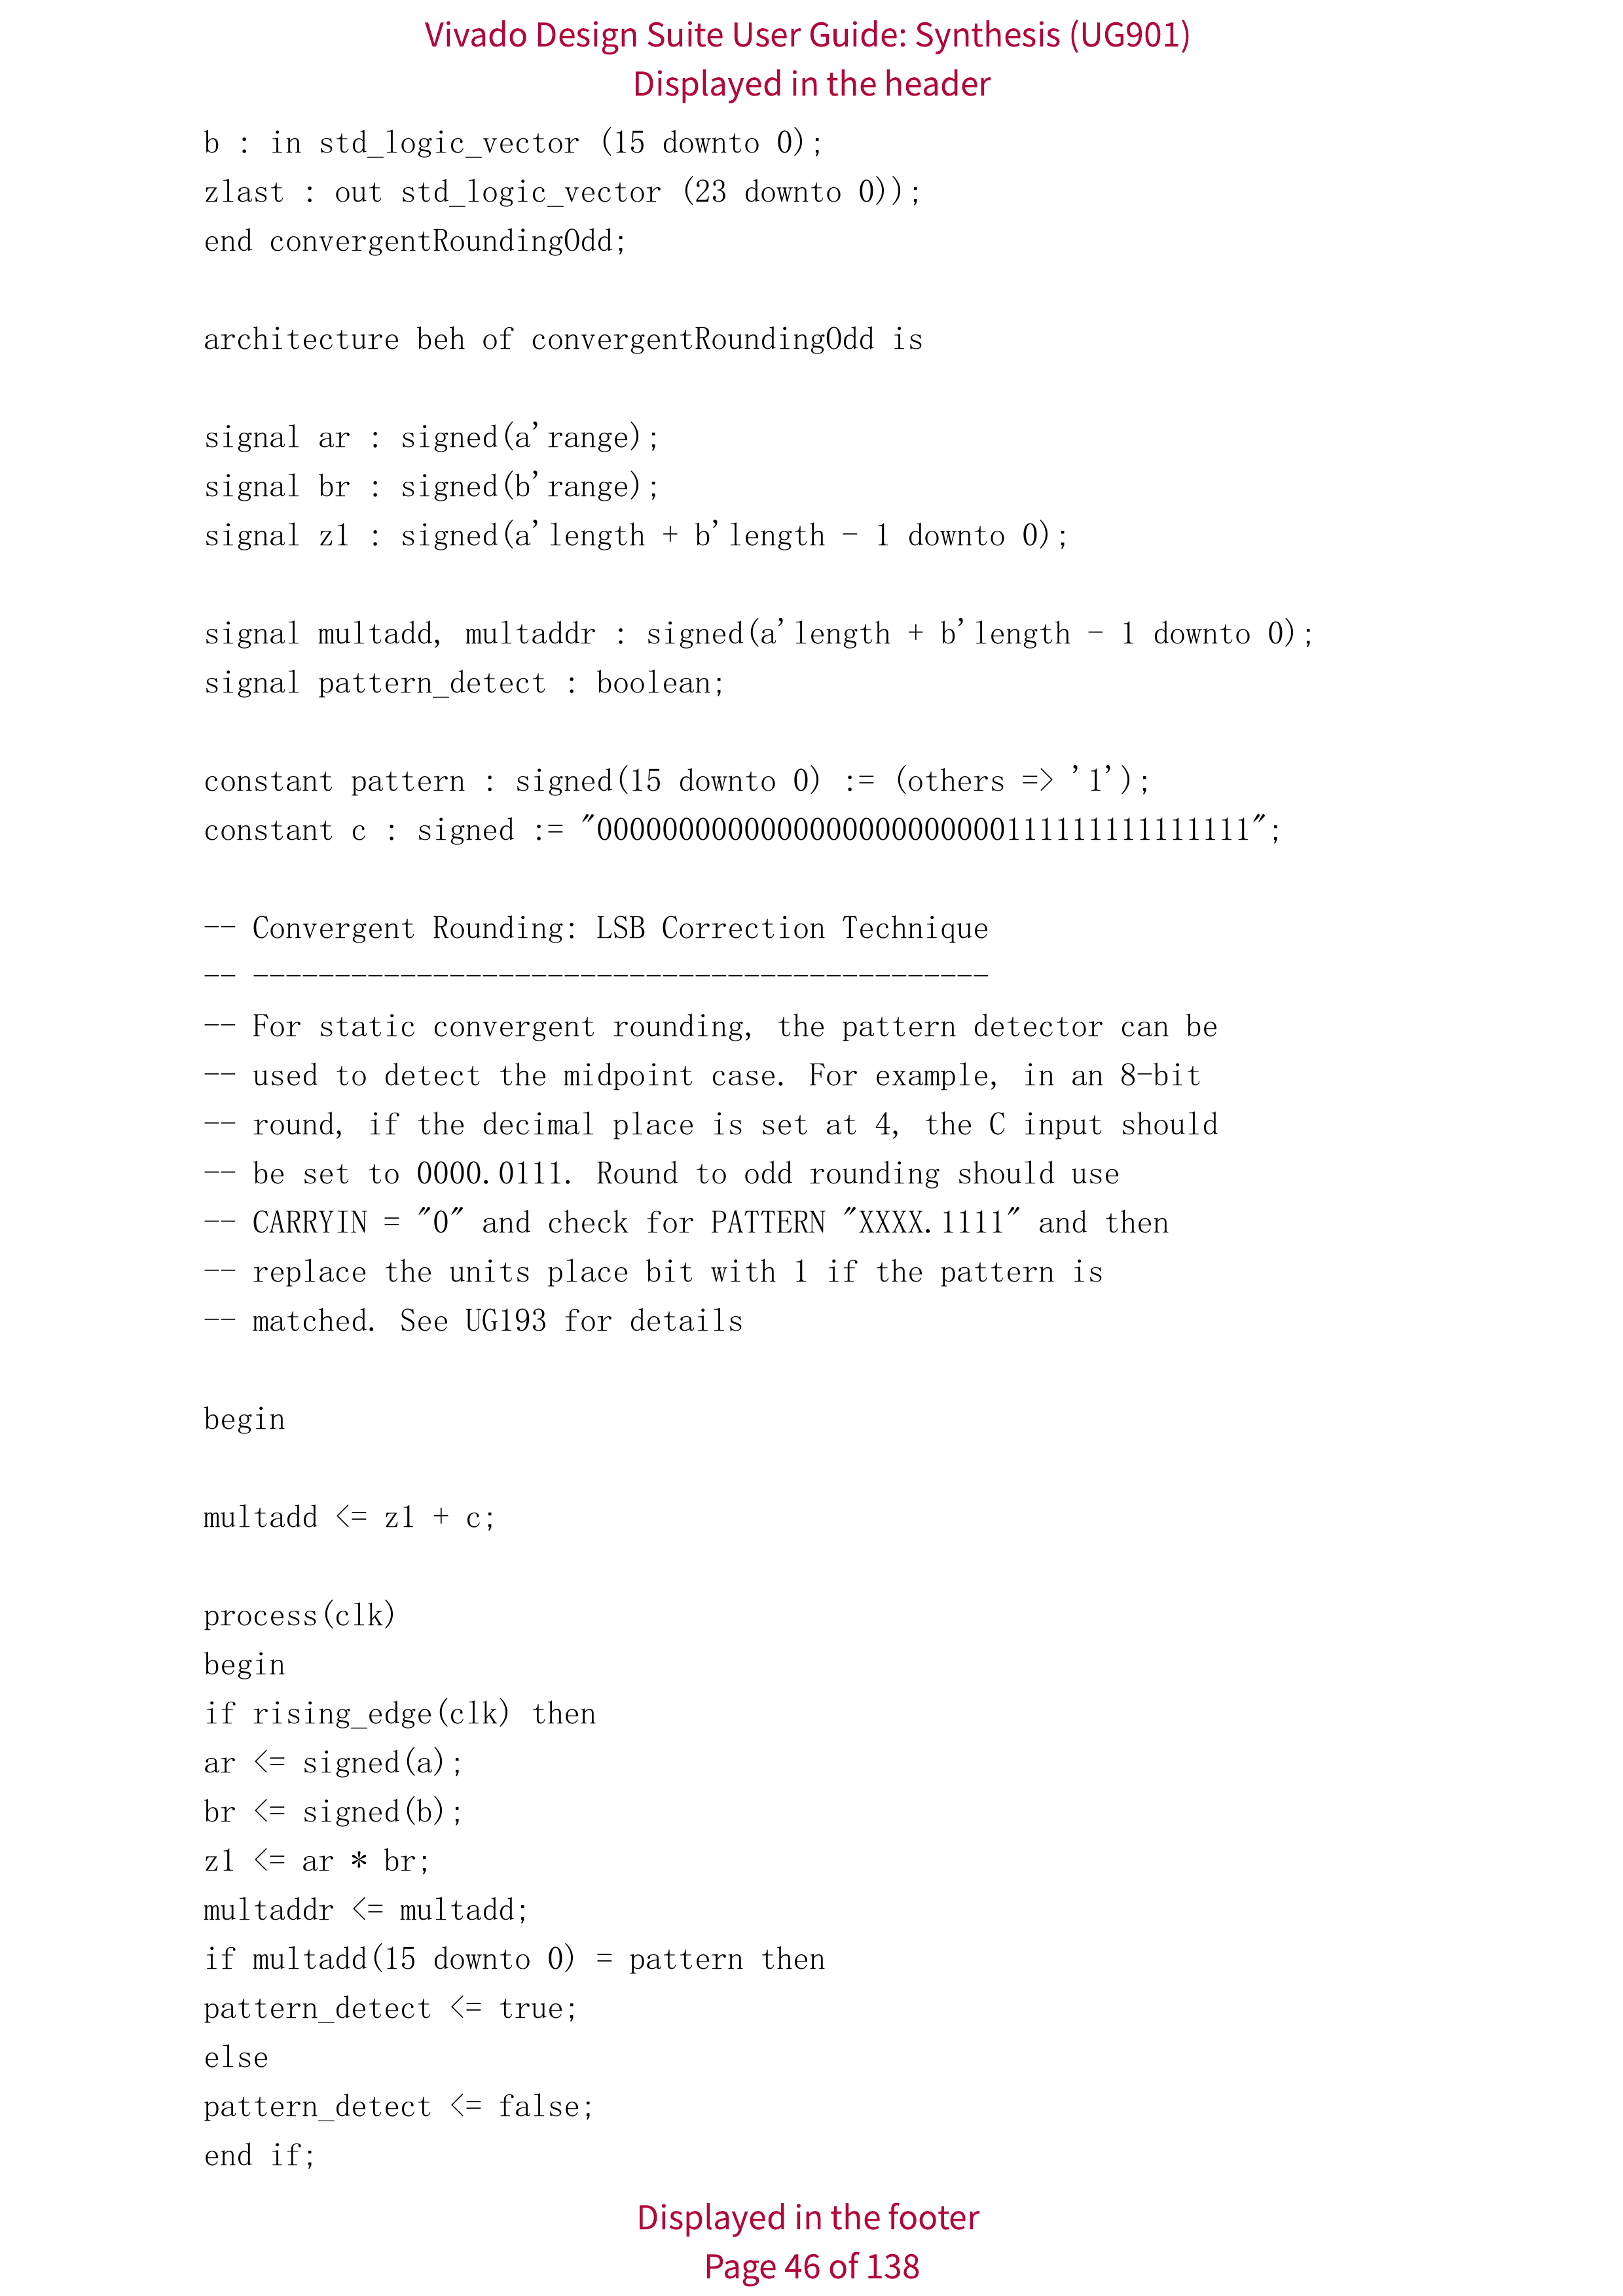 Vivado Design Suite User Guide: Synthesis (UG901)
Displayed in the header
b : in std_logic_vector (15 downto 0);
zlast : out std_logic_vector (23 downto 0));
end convergentRoundingOdd;
architecture beh of convergentRoundingOdd is
signal ar : signed(a'range);
signal br : signed(b'range);
signal z1 : signed(a'length + b'length - 1 downto 0);
signal multadd, multaddr : signed(a'length + b'length - 1 downto 0);
signal pattern_detect : boolean;
constant pattern : signed(15 downto 0) := (others => '1');
constant c : signed := "0000000000000000000000000111111111111111";
-- Convergent Rounding: LSB Correction Technique
-- ---------------------------------------------
-- For static convergent rounding, the pattern detector can be
-- used to detect the midpoint case. For example, in an 8-bit
-- round, if the decimal place is set at 4, the C input should
-- be set to 0000.0111. Round to odd rounding should use
-- CARRYIN = "0" and check for PATTERN "XXXX.1111" and then
-- replace the units place bit with 1 if the pattern is
-- matched. See UG193 for details
begin
multadd <= z1 + c;
process(clk)
begin
if rising_edge(clk) then
ar <= signed(a);
br <= signed(b);
z1 <= ar * br;
multaddr <= multadd;
if multadd(15 downto 0) = pattern then
pattern_detect <= true;
else
pattern_detect <= false;
end if;
Displayed in the footer
Page 46 of 138